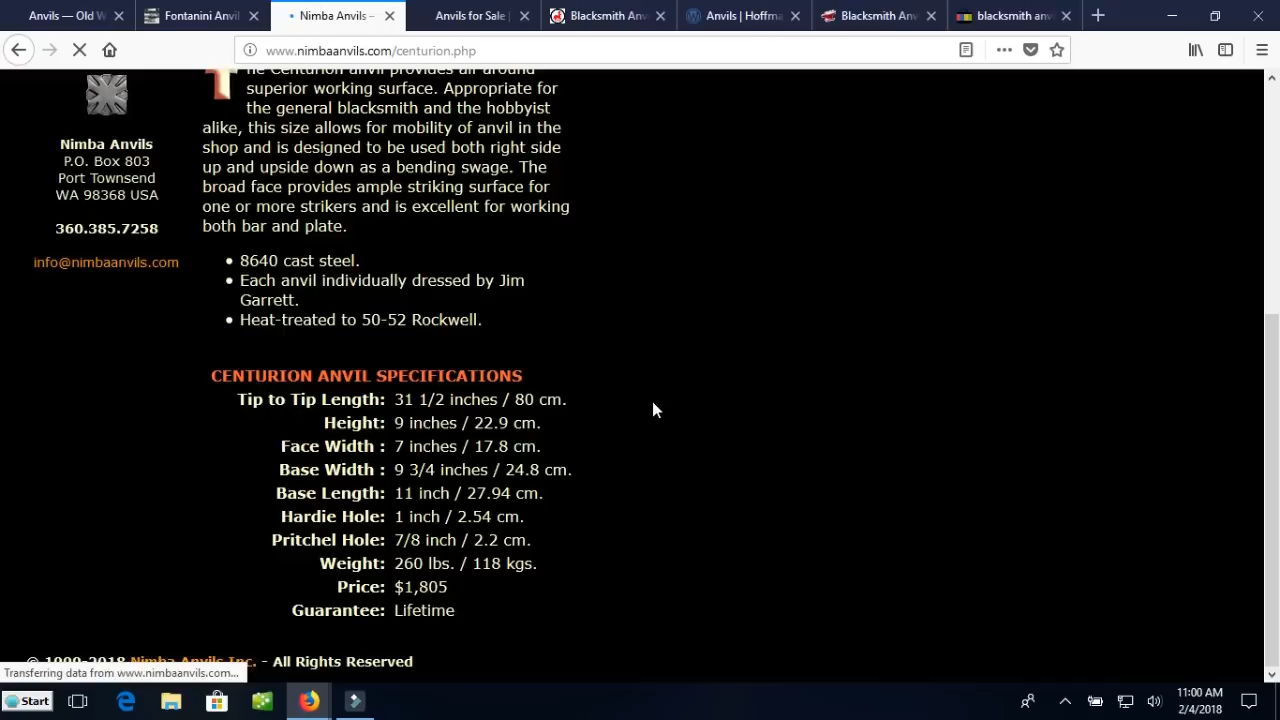 Anvils — Old W
Fontanini Anvil
Nimba Anvils –
Anvils for Sale |
Blacksmith Anv
Anvils | Hoffma
Blacksmith Anv
blacksmith anv
www.nimbaanvils.com/centurion.php
The Centurion anvil provides all around
superior working surface. Appropriate for
the general blacksmith and the hobbyist
alike, this size allows for mobility of anvil in the
shop and is designed to be used both right side
up and upside down as a bending swage. The
broad face provides ample striking surface for
one or more strikers and is excellent for working
both bar and plate.
Nimba Anvils
P.O. Box 803
Port Townsend
WA 98368 USA
360.385.7258
info@nimbaanvils.com
• 8640 cast steel.
• Each anvil individually dressed by Jim
Garrett.
• Heat-treated to 50-52 Rockwell.
CENTURION ANVIL SPECIFICATIONS
Tip to Tip Length: 31 1/2 inches / 80 cm.
Height: 9 inches / 22.9 cm.
Face Width : 7 inches / 17.8 cm.
Base Width : 9 3/4 inches / 24.8 cm.
Base Length: 11 inch / 27.94 cm.
Hardie Hole: 1 inch / 2.54 cm.
Pritchel Hole: 7/8 inch / 2.2 cm.
Weight: 260 lbs. / 118 kgs.
Price: $1,805
Guarantee: Lifetime
© 1999-2018 Nimba Anvils Inc. - All Rights Reserved
Transferring data from www.nimbaanvils.com...
Start
11:00 AM
2/4/2018